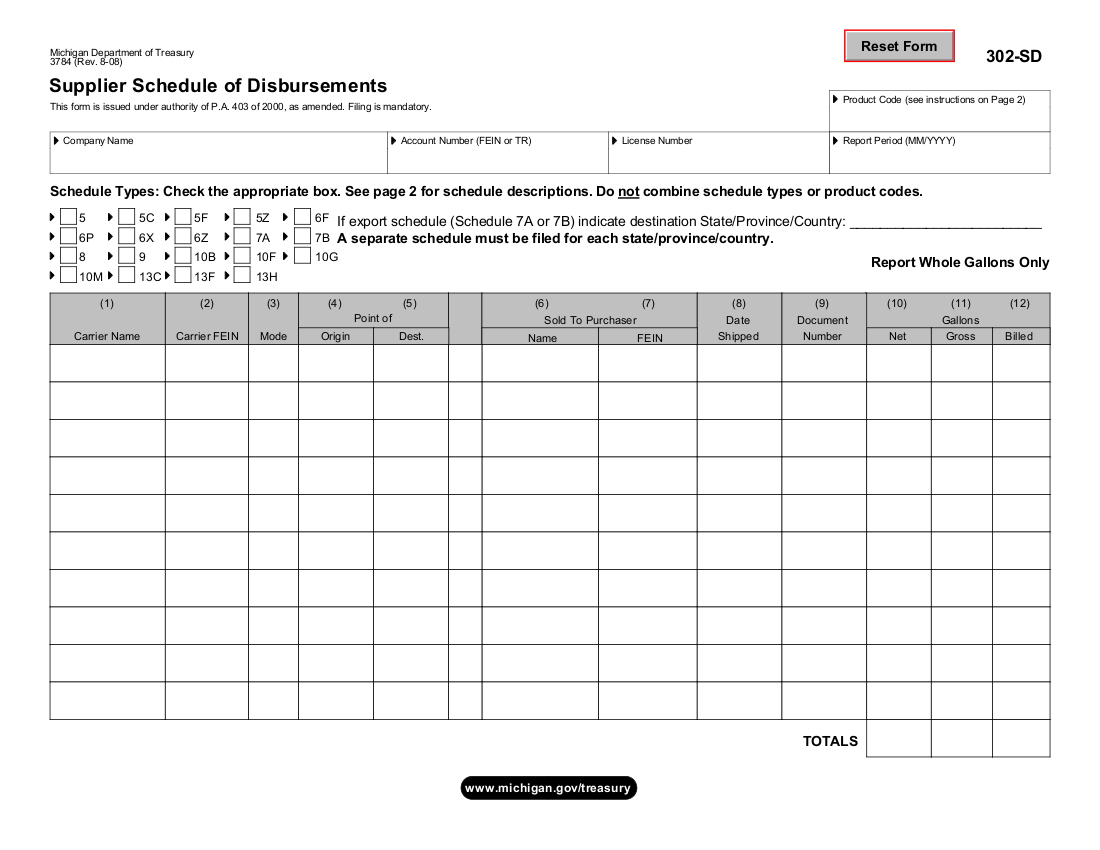 Michigan Department of Treasury
3784 (Rev. 8-08)
Reset Form
302-SD
Supplier Schedule of Disbursements
This form is issued under authority of P.A. 403 of 2000, as amended. Filing is mandatory.
Product Code (see instructions on Page 2)
Company Name Account Number (FEIN or TR) License Number Report Period (MM/YYYY)
Schedule Types: Check the appropriate box. See page 2 for schedule descriptions. Do not combine schedule types or product codes.
5 5C 5F 5Z 6F If export schedule (Schedule 7A or 7B) indicate destination State/Province/Country: ___________________________
6P 6X 6Z 7A 7B A separate schedule must be filed for each state/province/country.
8 9 10B 10F 10G
Report Whole Gallons Only
10M 13C 13F 13H
(1) (2) (3) (4) (5) (6) (7) (8) (9) (10) (11) (12)
Point of Sold To Purchaser Date Document Gallons
Carrier Name Carrier FEIN Mode Origin Dest. Name FEIN Shipped Number Net Gross Billed
TOTALS
www.michigan.gov/treasury